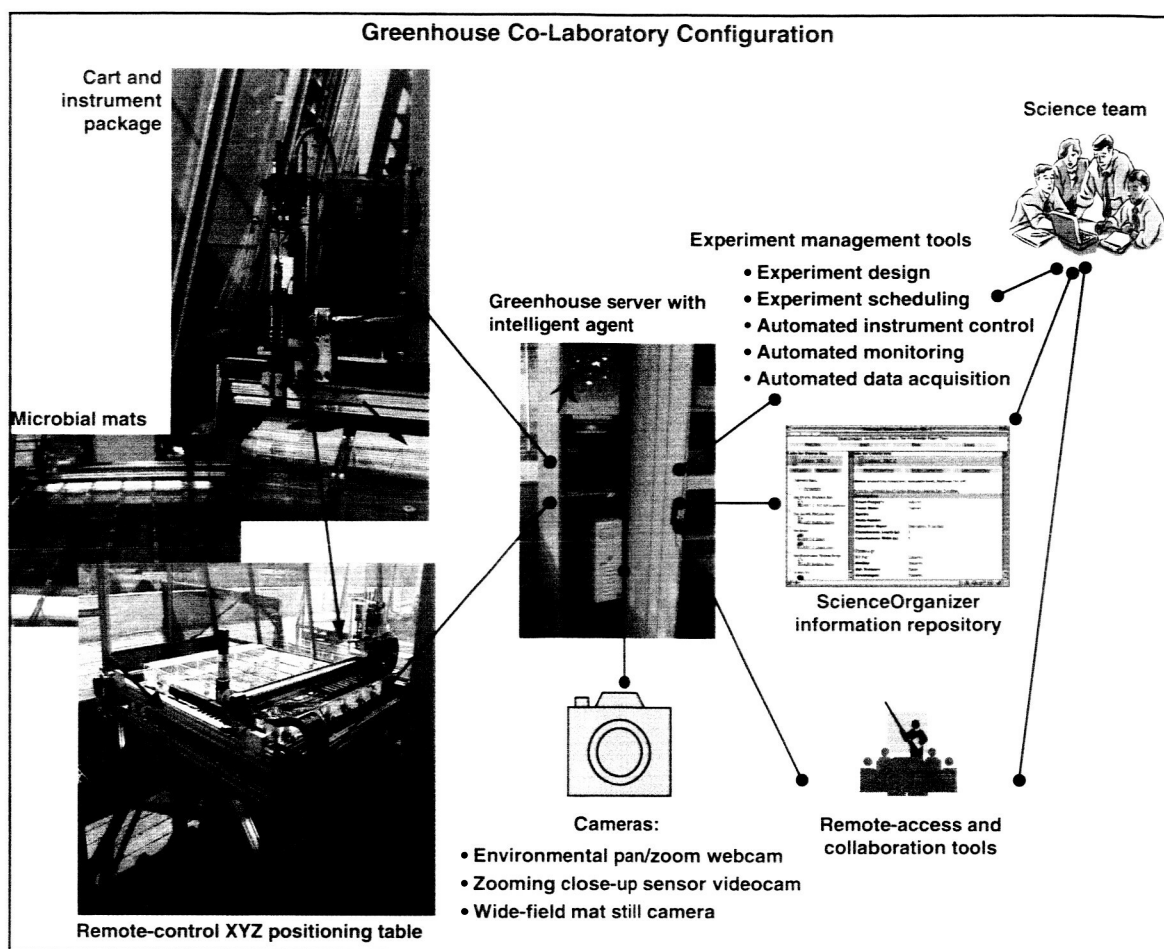 Greenhouse Co-Laboratory Configuration
Cart and
instrument
package
Science team
Experiment management tools
• Experiment design
• Experiment scheduling
• Automated instrument control
• Automated monitoring
• Automated data acquisition
Greenhouse server with
intelligent agent
Microbial mats
ScienceOrganizer
information repository
Cameras:
• Environmental pan/zoom webcam
• Zooming close-up sensor videocam
• Wide-field mat still camera
Remote-access and
collaboration tools
Remote-control XYZ positioning table